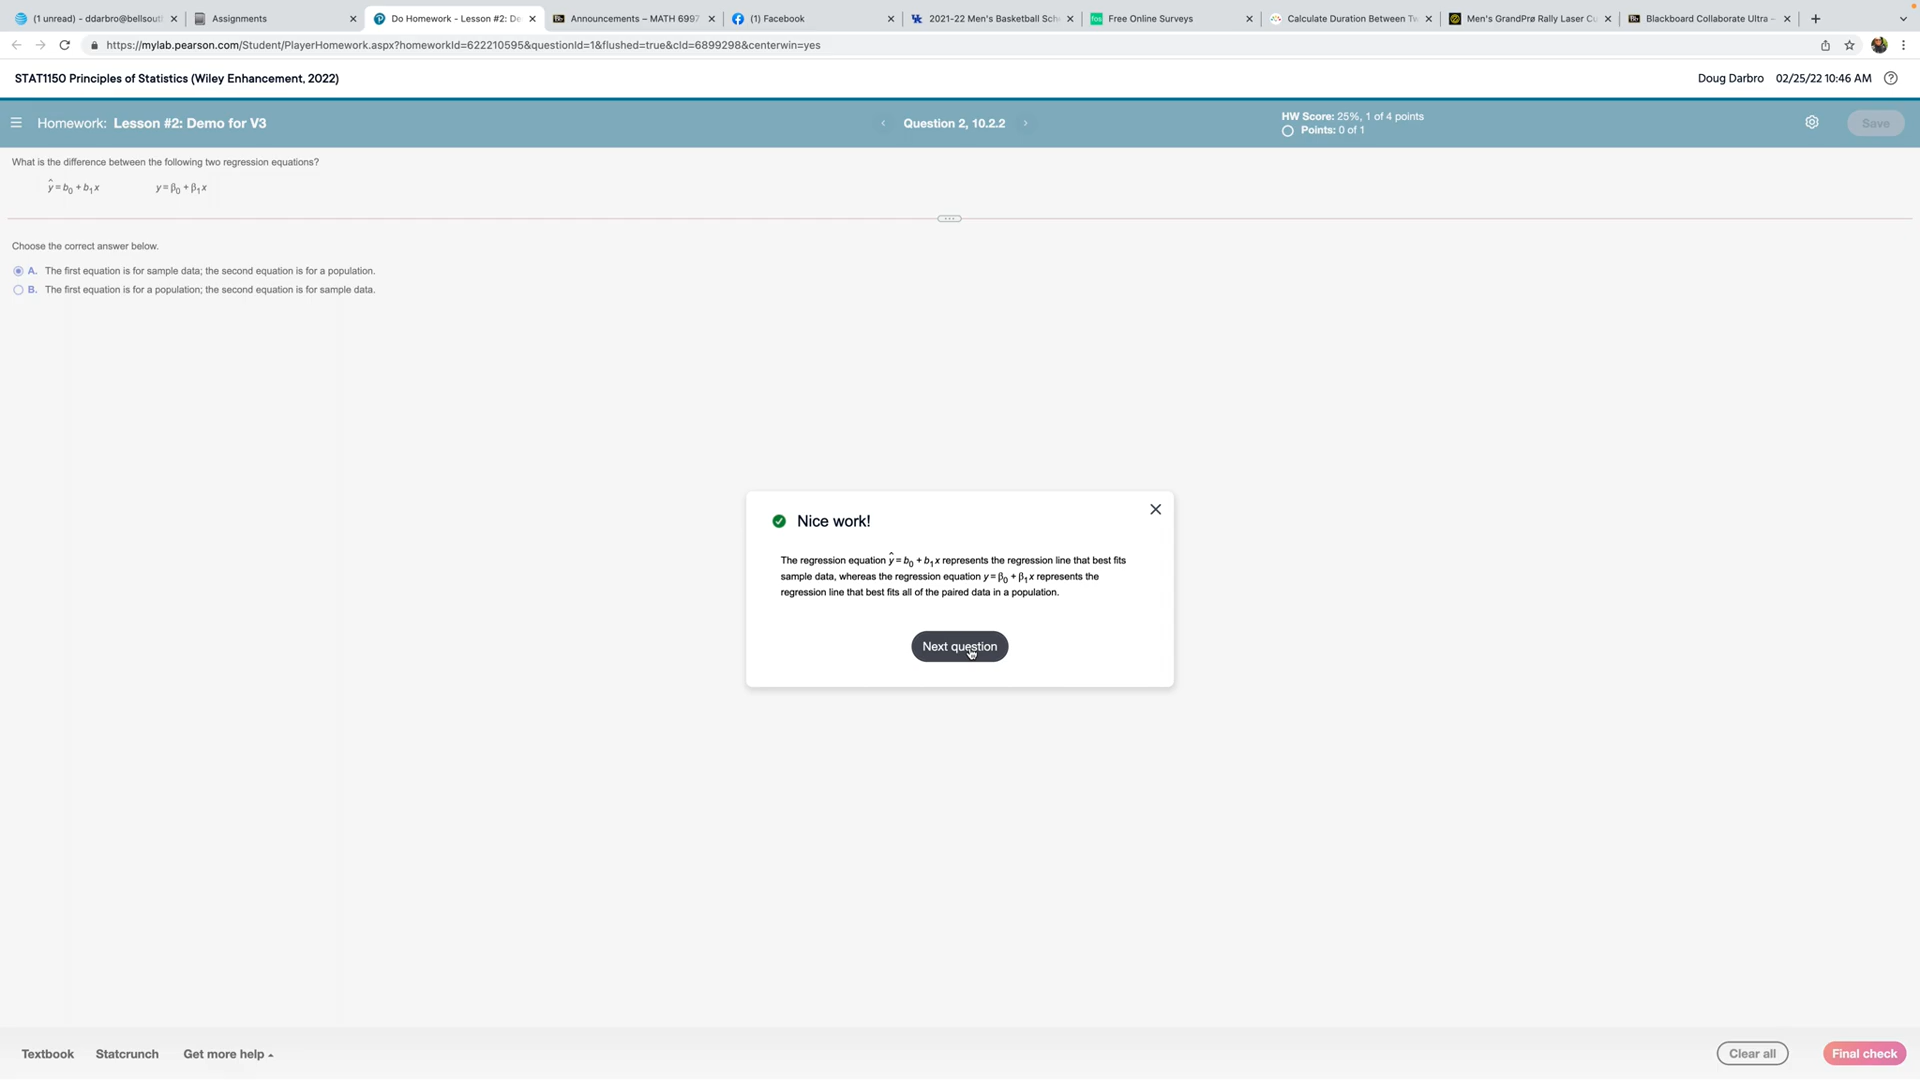 (1 unread) - ddarbro@bellsout
Assignments
Do Homework - Lesson #2: De
Announcements – MATH 6997
(1) Facebook
2021-22 Men's Basketball Sch
Free Online Surveys
Calculate Duration Between Tw
Men's GrandPrø Rally Laser Cu
Blackboard Collaborate Ultra –
https://mylab.pearson.com/Student/PlayerHomework.aspx?homeworkId=622210595&questionId=1&flushed=true&cId=6899298&centerwin=yes
STAT1150 Principles of Statistics (Wiley Enhancement, 2022)
Doug Darbro 02/25/22 10:46 AM
Homework: Lesson #2: Demo for V3
Question 2, 10.2.2
HW Score: 25%, 1 of 4 points
Points: 0 of 1
Save
What is the difference between the following two regression equations?
ŷ = b₀ + b₁x y = β₀ + β₁x
Choose the correct answer below.
A. The first equation is for sample data; the second equation is for a population.
B. The first equation is for a population; the second equation is for sample data.
Nice work!
The regression equation ŷ = b₀ + b₁x represents the regression line that best fits
sample data, whereas the regression equation y = β₀ + β₁x represents the
regression line that best fits all of the paired data in a population.
Next question
Textbook
Statcrunch
Get more help
Clear all
Final check